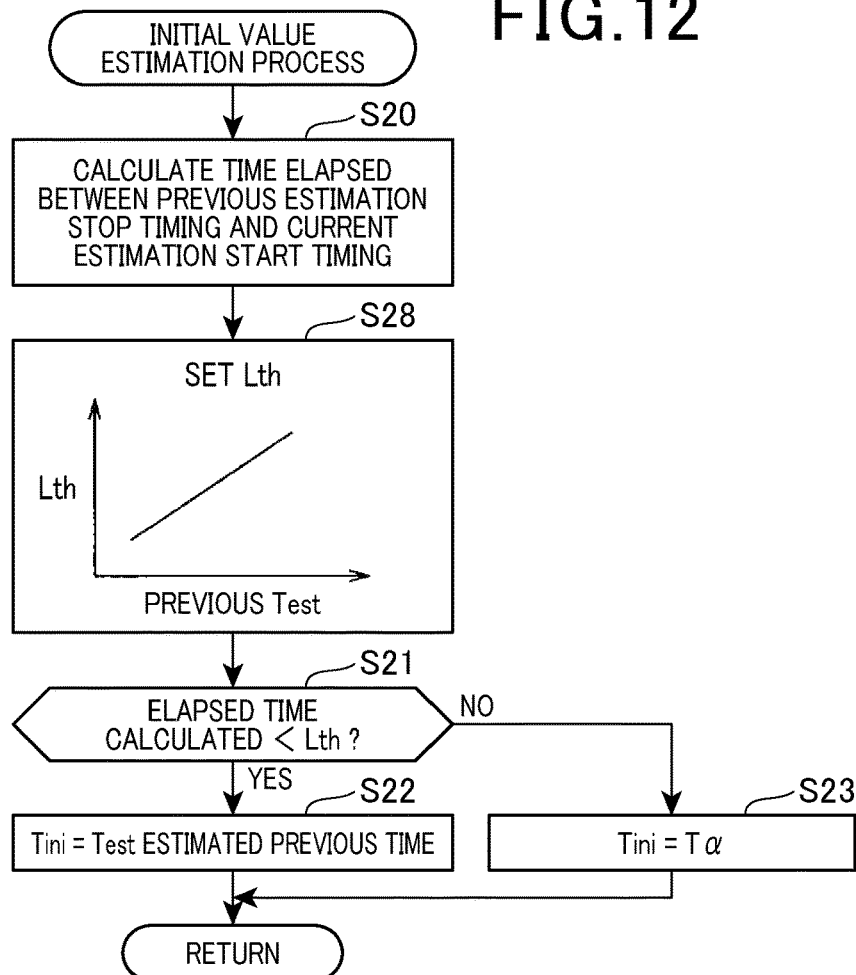 FIG.12
INITIAL VALUE
ESTIMATION PROCESS
S20
CALCULATE TIME ELAPSED
BETWEEN PREVIOUS ESTIMATION
STOP TIMING AND CURRENT
ESTIMATION START TIMING
S28
SET Lth
Lth
PREVIOUS Test
S21
ELAPSED TIME
CALCULATED < Lth ?
NO
YES
S22
Tini = Test ESTIMATED PREVIOUS TIME
S23
Tini = Tα
RETURN